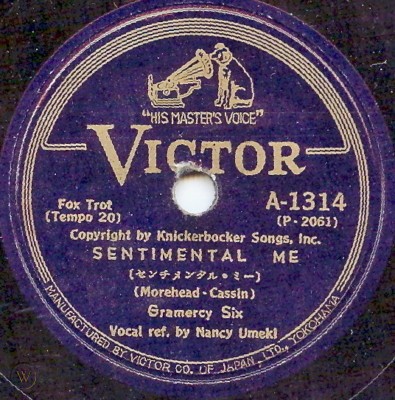 "HIS MASTER'S VOICE"
VICTOR
Fox Trot
(Tempo 20)
A-1314
(P-2061)
Copyright by Knickerbocker Songs, Inc.
SENTIMENTAL ME
(センチメンタル・ミー)
(Morehead-Cassin)
Gramercy Six
Vocal ref. by Nancy Umeki
MANUFACTURED BY VICTOR CO. OF JAPAN, LTD., YOKOHAMA